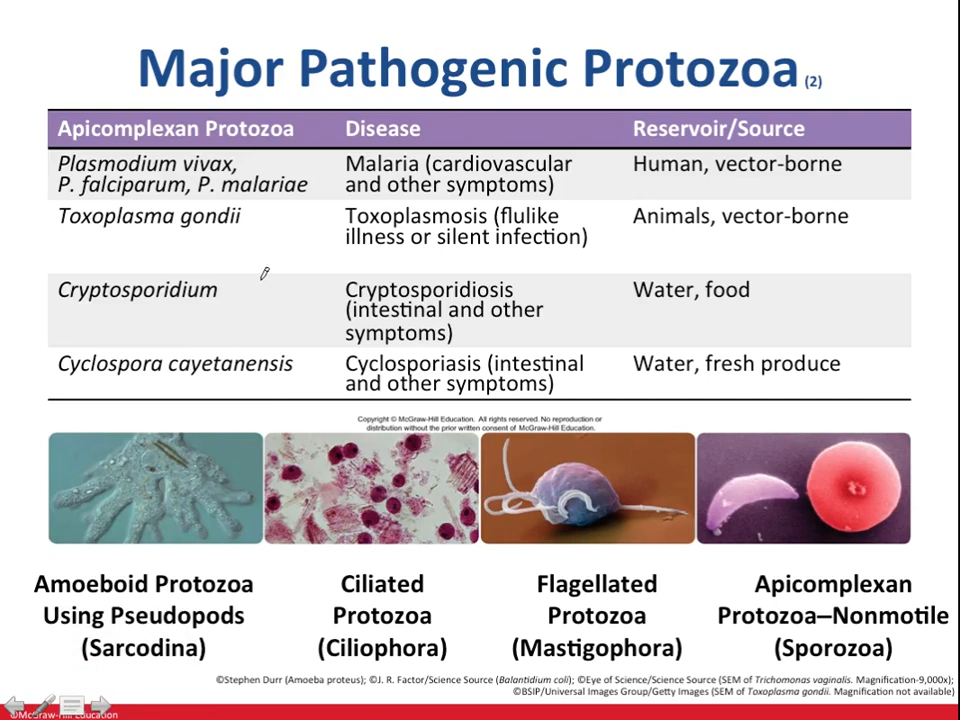 Major Pathogenic Protozoa (2)
Apicomplexan Protozoa Disease Reservoir/Source
Plasmodium vivax,
P. falciparum, P. malariae
Malaria (cardiovascular
and other symptoms)
Human, vector-borne
Toxoplasma gondii
Toxoplasmosis (flulike
illness or silent infection)
Animals, vector-borne
Cryptosporidium
Cryptosporidiosis
(intestinal and other
symptoms)
Water, food
Cyclospora cayetanensis
Cyclosporiasis (intestinal
and other symptoms)
Water, fresh produce
Copyright © McGraw-Hill Education. All rights reserved. No reproduction or
distribution without the prior written consent of McGraw-Hill Education.
Amoeboid Protozoa
Using Pseudopods
(Sarcodina)
Ciliated
Protozoa
(Ciliophora)
Flagellated
Protozoa
(Mastigophora)
Apicomplexan
Protozoa–Nonmotile
(Sporozoa)
©Stephen Durr (Amoeba proteus); ©J. R. Factor/Science Source (Balantidium coli); ©Eye of Science/Science Source (SEM of Trichomonas vaginalis. Magnification-9,000x);
©BSIP/Universal Images Group/Getty Images (SEM of Toxoplasma gondii. Magnification not available)
©McGraw-Hill Education